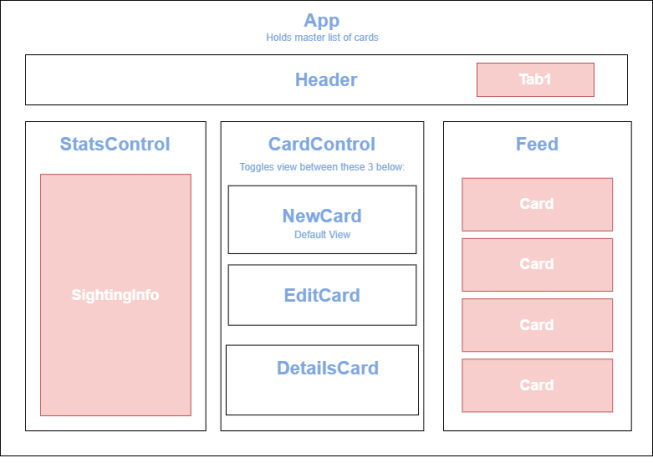 App
Holds master list of cards
Header
Tab1
StatsControl
SightingInfo
CardControl
Toggles view between these 3 below:
NewCard
Default View
EditCard
DetailsCard
Feed
Card
Card
Card
Card